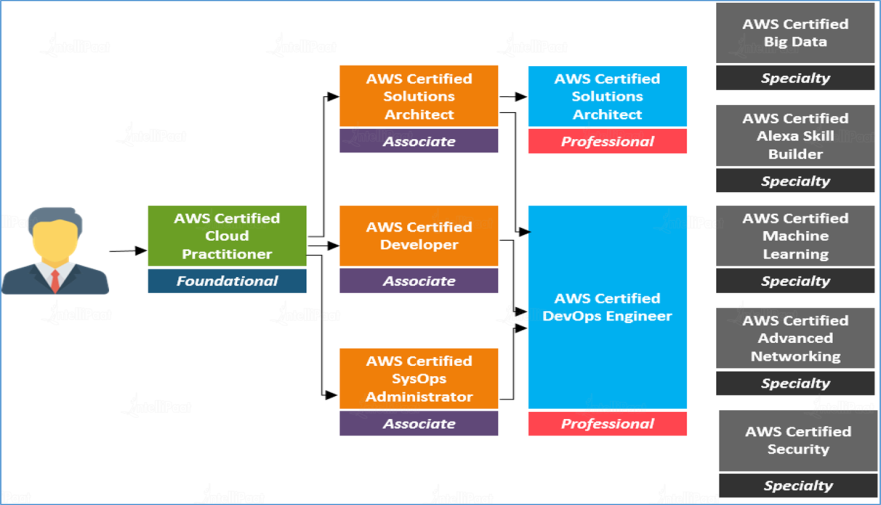 AWS Certified
Cloud
Practitioner
Foundational
AWS Certified
Solutions
Architect
Associate
AWS Certified
Developer
Associate
AWS Certified
SysOps
Administrator
Associate
AWS Certified
Solutions
Architect
Professional
AWS Certified
DevOps Engineer
Professional
AWS Certified
Big Data
Specialty
AWS Certified
Alexa Skill
Builder
Specialty
AWS Certified
Machine
Learning
Specialty
AWS Certified
Advanced
Networking
Specialty
AWS Certified
Security
Specialty